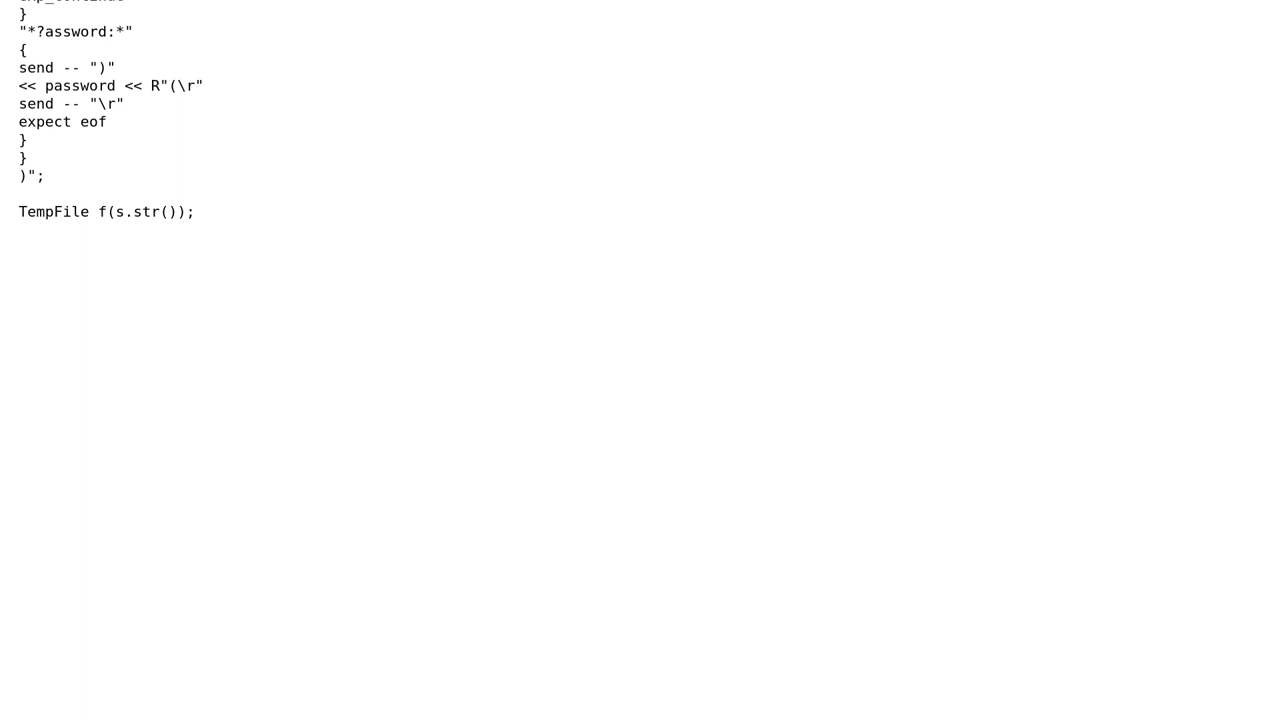 }
"*?assword:*"
{
send -- ")"
<< password << R"(\r"
send -- "\r"
expect eof
}
}
)";
TempFile f(s.str());